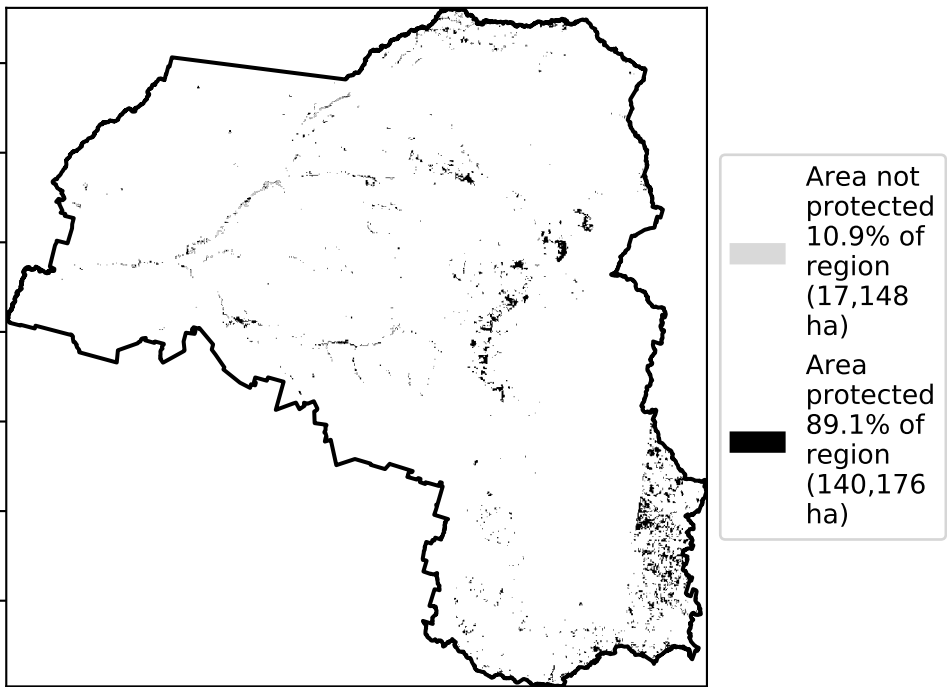 Area not
protected
10.9% of
region
(17,148
ha)
Area
protected
89.1% of
region
(140,176
ha)